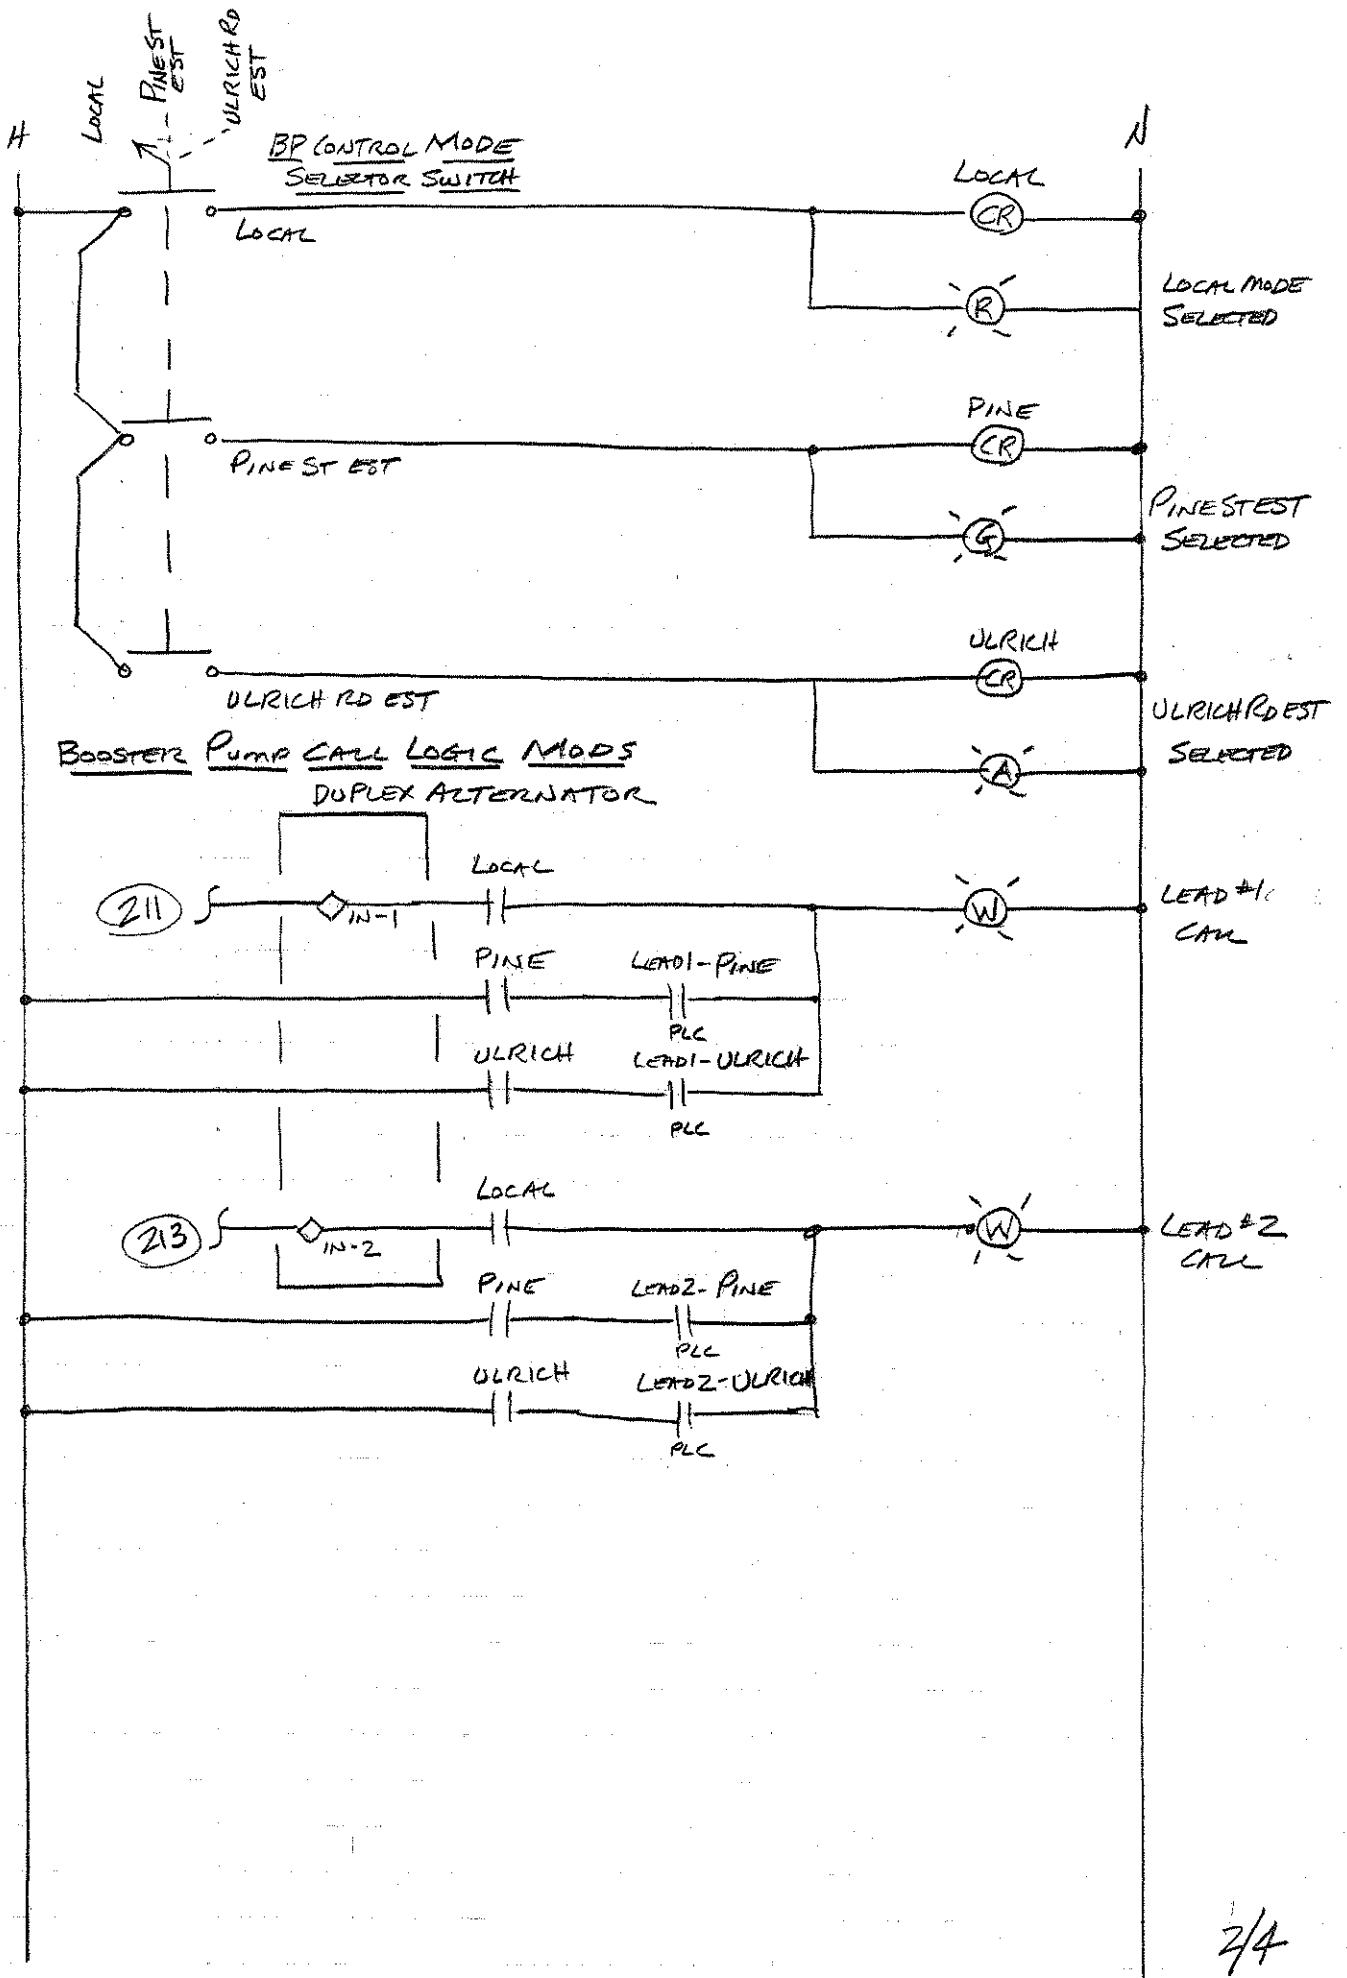 H
LOCAL
PINE ST
EST
ULRICH RD
EST
N
BP CONTROL MODE
SELECTOR SWITCH
LOCAL
CR
LOCAL
R
LOCAL MODE
SELECTED
PINE
CR
PINE ST EST
G
PINE ST EST
SELECTED
ULRICH
CR
ULRICH RD EST
A
ULRICH RD EST
SELECTED
BOOSTER PUMP CALL LOGIC MODS
DUPLEX ALTERNATOR
LOCAL
211
IN-1
W
LEAD #1
CALL
PINE
LEAD1-PINE
PLC
ULRICH
LEAD1-ULRICH
PLC
LOCAL
213
IN-2
W
LEAD #2
CALL
PINE
LEAD2-PINE
PLC
ULRICH
LEAD2-ULRICH
PLC
2/4